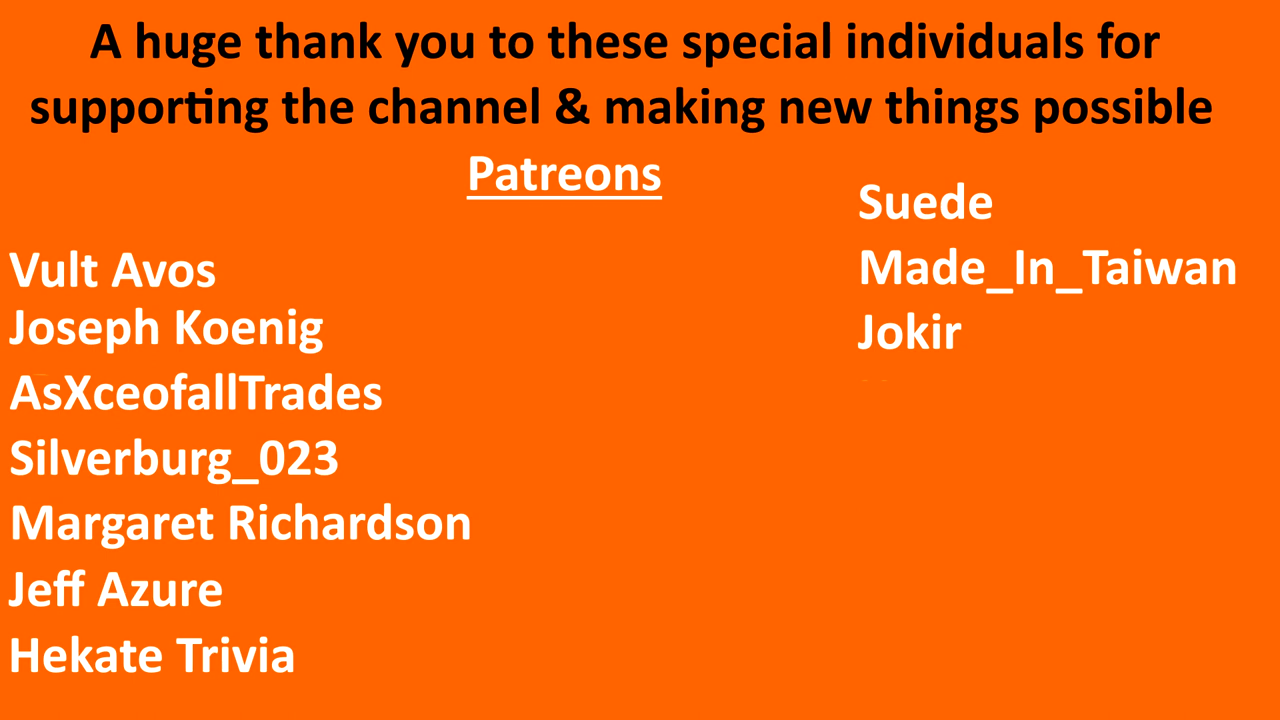 A huge thank you to these special individuals for
supporting the channel & making new things possible
Patreons
Vult Avos
Joseph Koenig
AsXceofallTrades
Silverburg_023
Margaret Richardson
Jeff Azure
Hekate Trivia
Suede
Made_In_Taiwan
Jokir